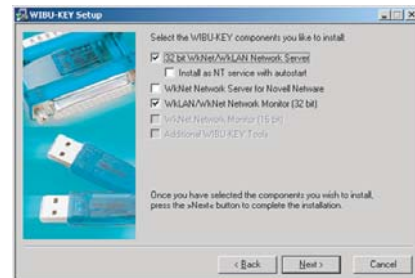 WIBU-KEY Setup
Select the WIBU-KEY components you like to install:
32 bit WkNet/WkLAN Network Server
Install as NT service with autostart
WkNet Network Server for Novell Netware
WkLAN/WkNet Network Monitor (32 bit)
WkNet Network Monitor (16 bit)
Additional WIBU-KEY Tools
Once you have selected the components you wish to install,
press the »Next« button to complete the installation.
< Back
Next >
Cancel